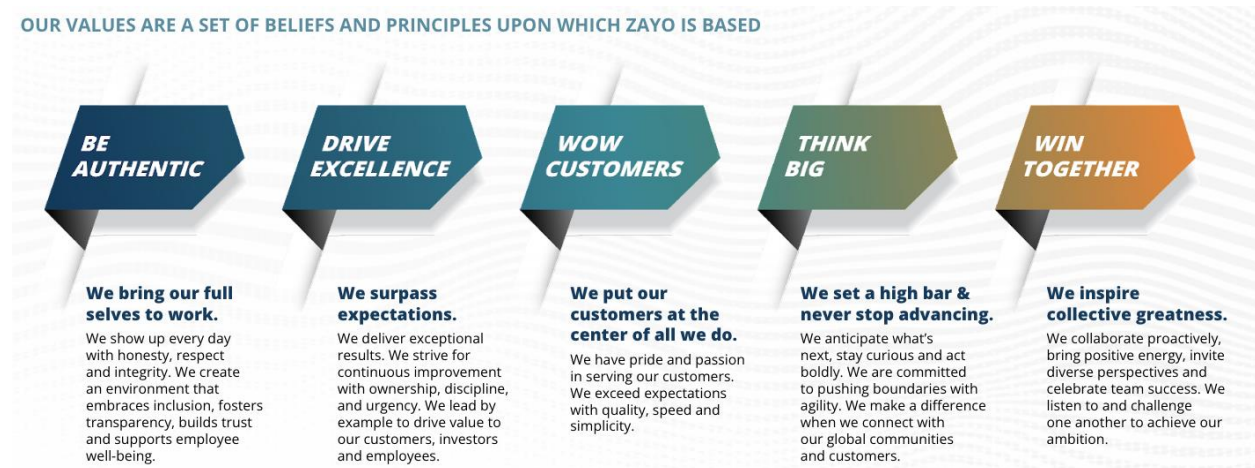 OUR VALUES ARE A SET OF BELIEFS AND PRINCIPLES UPON WHICH ZAYO IS BASED
BE
AUTHENTIC
We bring our full
selves to work.
We show up every day
with honesty, respect
and integrity. We create
an environment that
embraces inclusion, fosters
transparency, builds trust
and supports employee
well-being.
DRIVE
EXCELLENCE
We surpass
expectations.
We deliver exceptional
results. We strive for
continuous improvement
with ownership, discipline,
and urgency. We lead by
example to drive value to
our customers, investors
and employees.
WOW
CUSTOMERS
We put our
customers at the
center of all we do.
We have pride and passion
in serving our customers.
We exceed expectations
with quality, speed and
simplicity.
THINK
BIG
We set a high bar &
never stop advancing.
We anticipate what's
next, stay curious and act
boldly. We are committed
to pushing boundaries with
agility. We make a difference
when we connect with
our global communities
and customers.
WIN
TOGETHER
We inspire
collective greatness.
We collaborate proactively,
bring positive energy, invite
diverse perspectives and
celebrate team success. We
listen to and challenge
one another to achieve our
ambition.